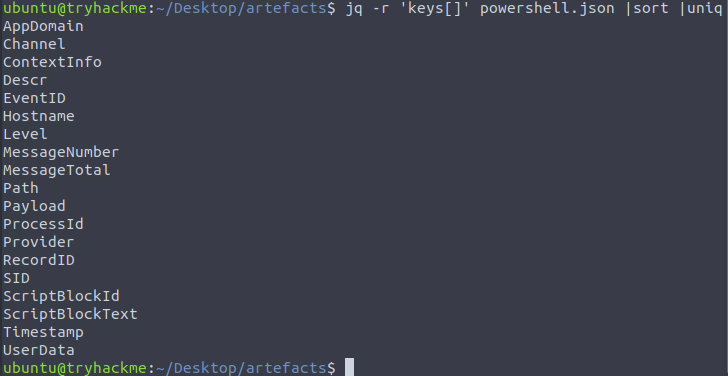 ubuntu@tryhackme:~/Desktop/artefacts$ jq -r 'keys[]' powershell.json |sort |uniq
AppDomain
Channel
ContextInfo
Descr
EventID
Hostname
Level
MessageNumber
MessageTotal
Path
Payload
ProcessId
Provider
RecordID
SID
ScriptBlockId
ScriptBlockText
Timestamp
UserData
ubuntu@tryhackme:~/Desktop/artefacts$